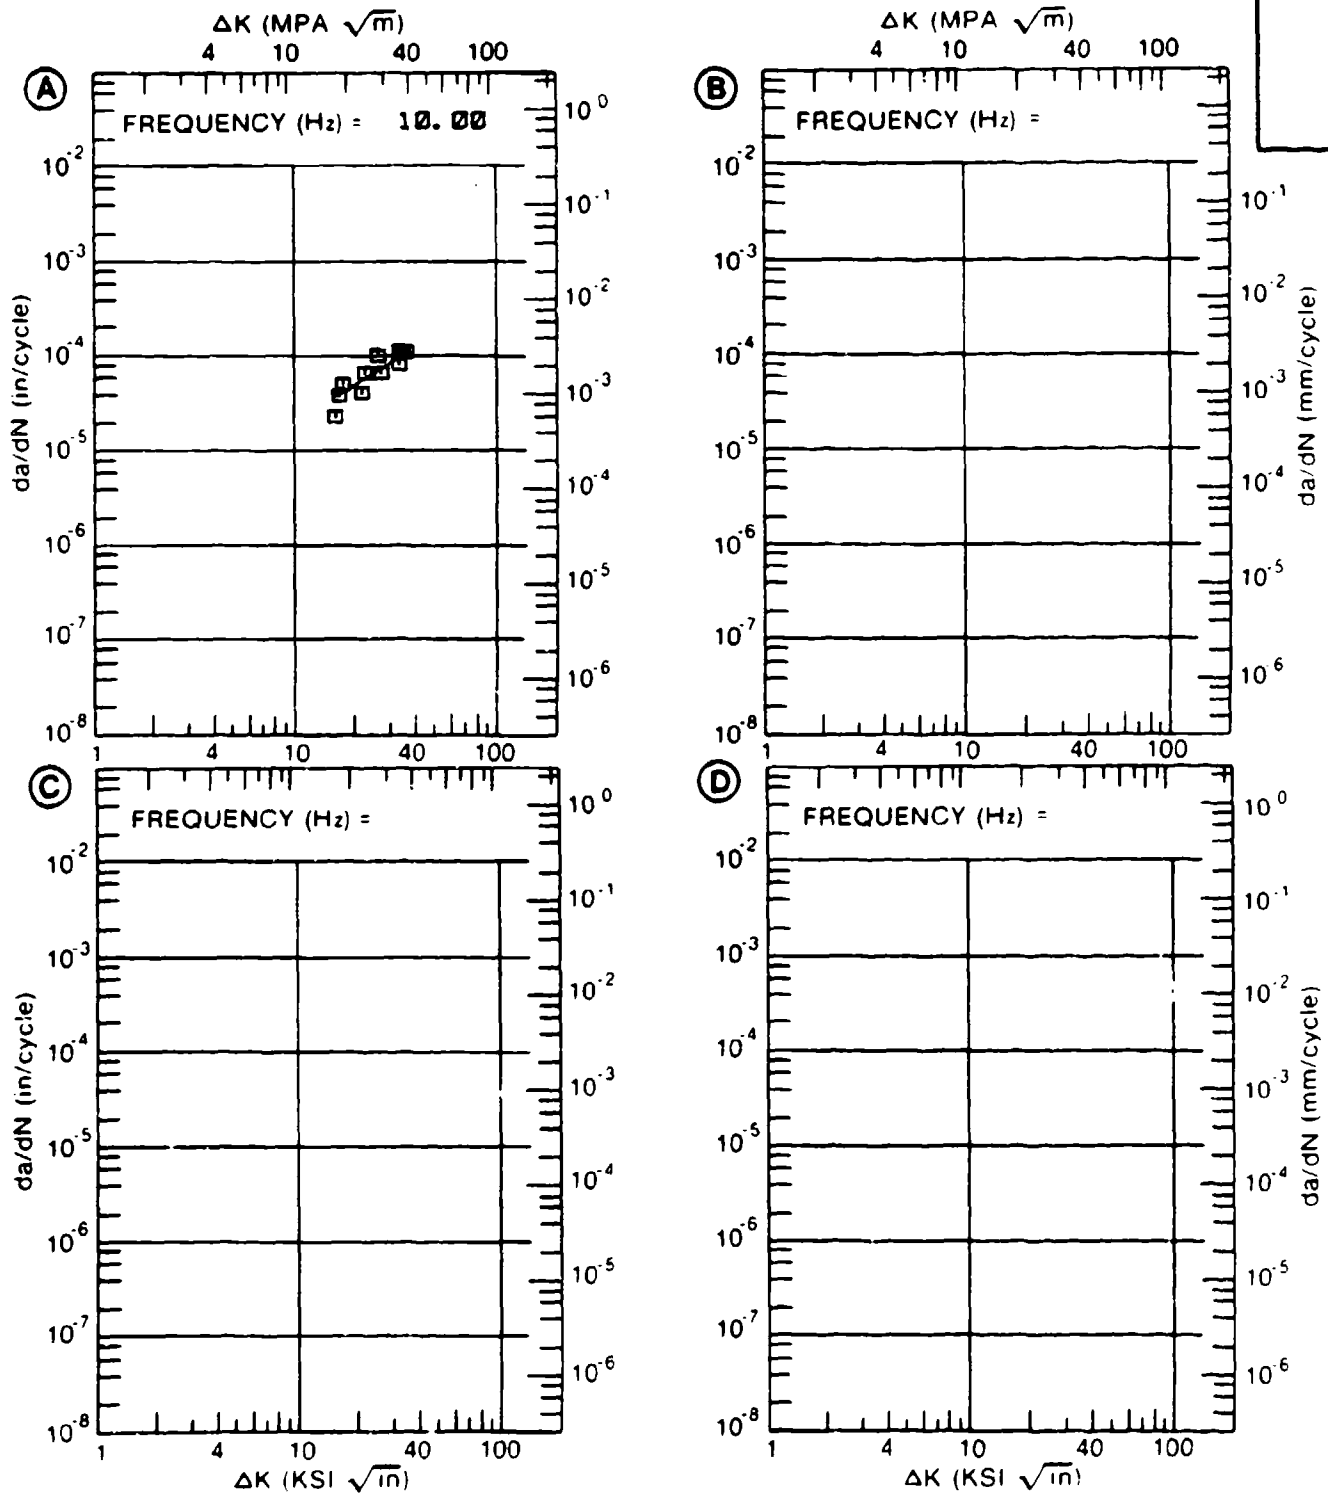 ΔK (MPA √m)
4 10 40 100
A
FREQUENCY (Hz) = 10.00
10⁰
10⁻²
10⁻¹
10⁻³
10⁻²
10⁻⁴
10⁻³
10⁻⁵
10⁻⁴
10⁻⁶
10⁻⁵
10⁻⁷
10⁻⁶
10⁻⁸
da/dN (in/cycle)
1 4 10 40 100
ΔK (MPA √m)
4 10 40 100
B
FREQUENCY (Hz) =
10⁻²
10⁻¹
10⁻³
10⁻²
10⁻⁴
10⁻³
10⁻⁵
10⁻⁴
10⁻⁶
10⁻⁵
10⁻⁷
10⁻⁶
10⁻⁸
da/dN (mm/cycle)
1 4 10 40 100
C
FREQUENCY (Hz) =
10⁰
10⁻²
10⁻¹
10⁻³
10⁻²
10⁻⁴
10⁻³
10⁻⁵
10⁻⁴
10⁻⁶
10⁻⁵
10⁻⁷
10⁻⁶
10⁻⁸
da/dN (in/cycle)
1 4 10 40 100
ΔK (KSI √in)
D
FREQUENCY (Hz) =
10⁰
10⁻²
10⁻¹
10⁻³
10⁻²
10⁻⁴
10⁻³
10⁻⁵
10⁻⁴
10⁻⁶
10⁻⁵
10⁻⁷
10⁻⁶
10⁻⁸
da/dN (mm/cycle)
1 4 10 40 100
ΔK (KSI √in)